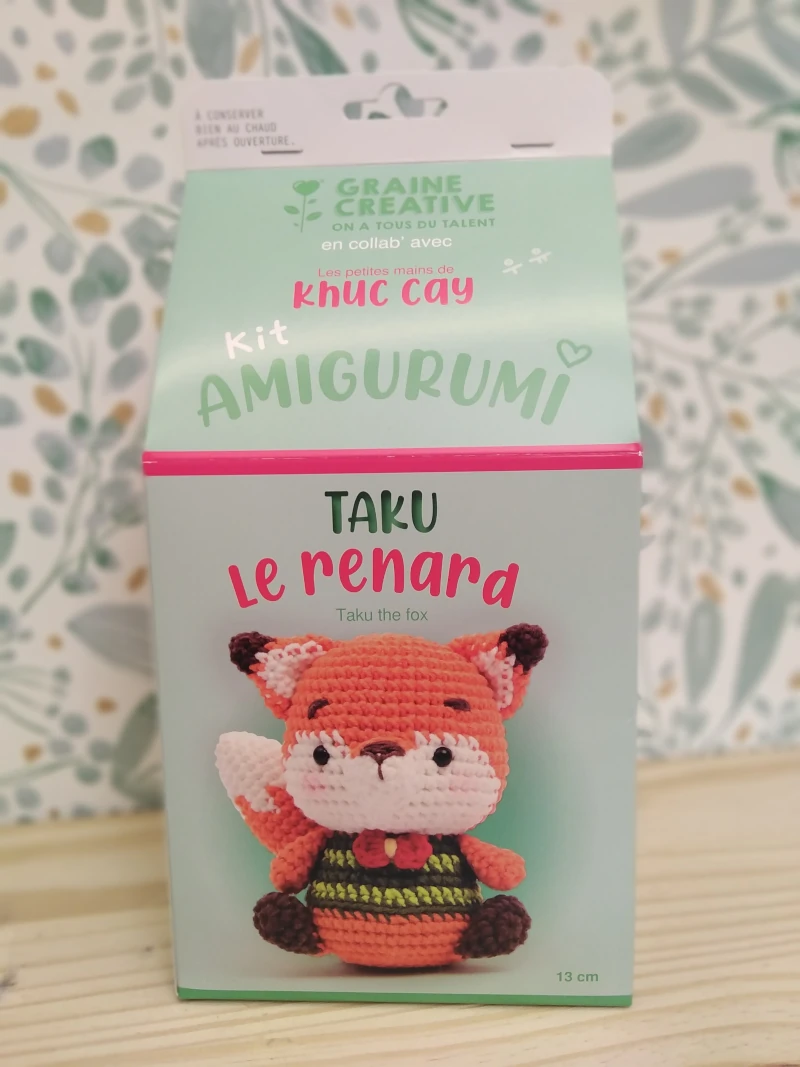 À CONSERVER
BIEN AU CHAUD
APRÈS OUVERTURE.
GRAINE
CREATIVE
ON A TOUS DU TALENT
en collab' avec
Les petites mains de
Khuc Cay
Kit
AMIGURUMI
TAKU
Le renard
Taku the fox
13 cm